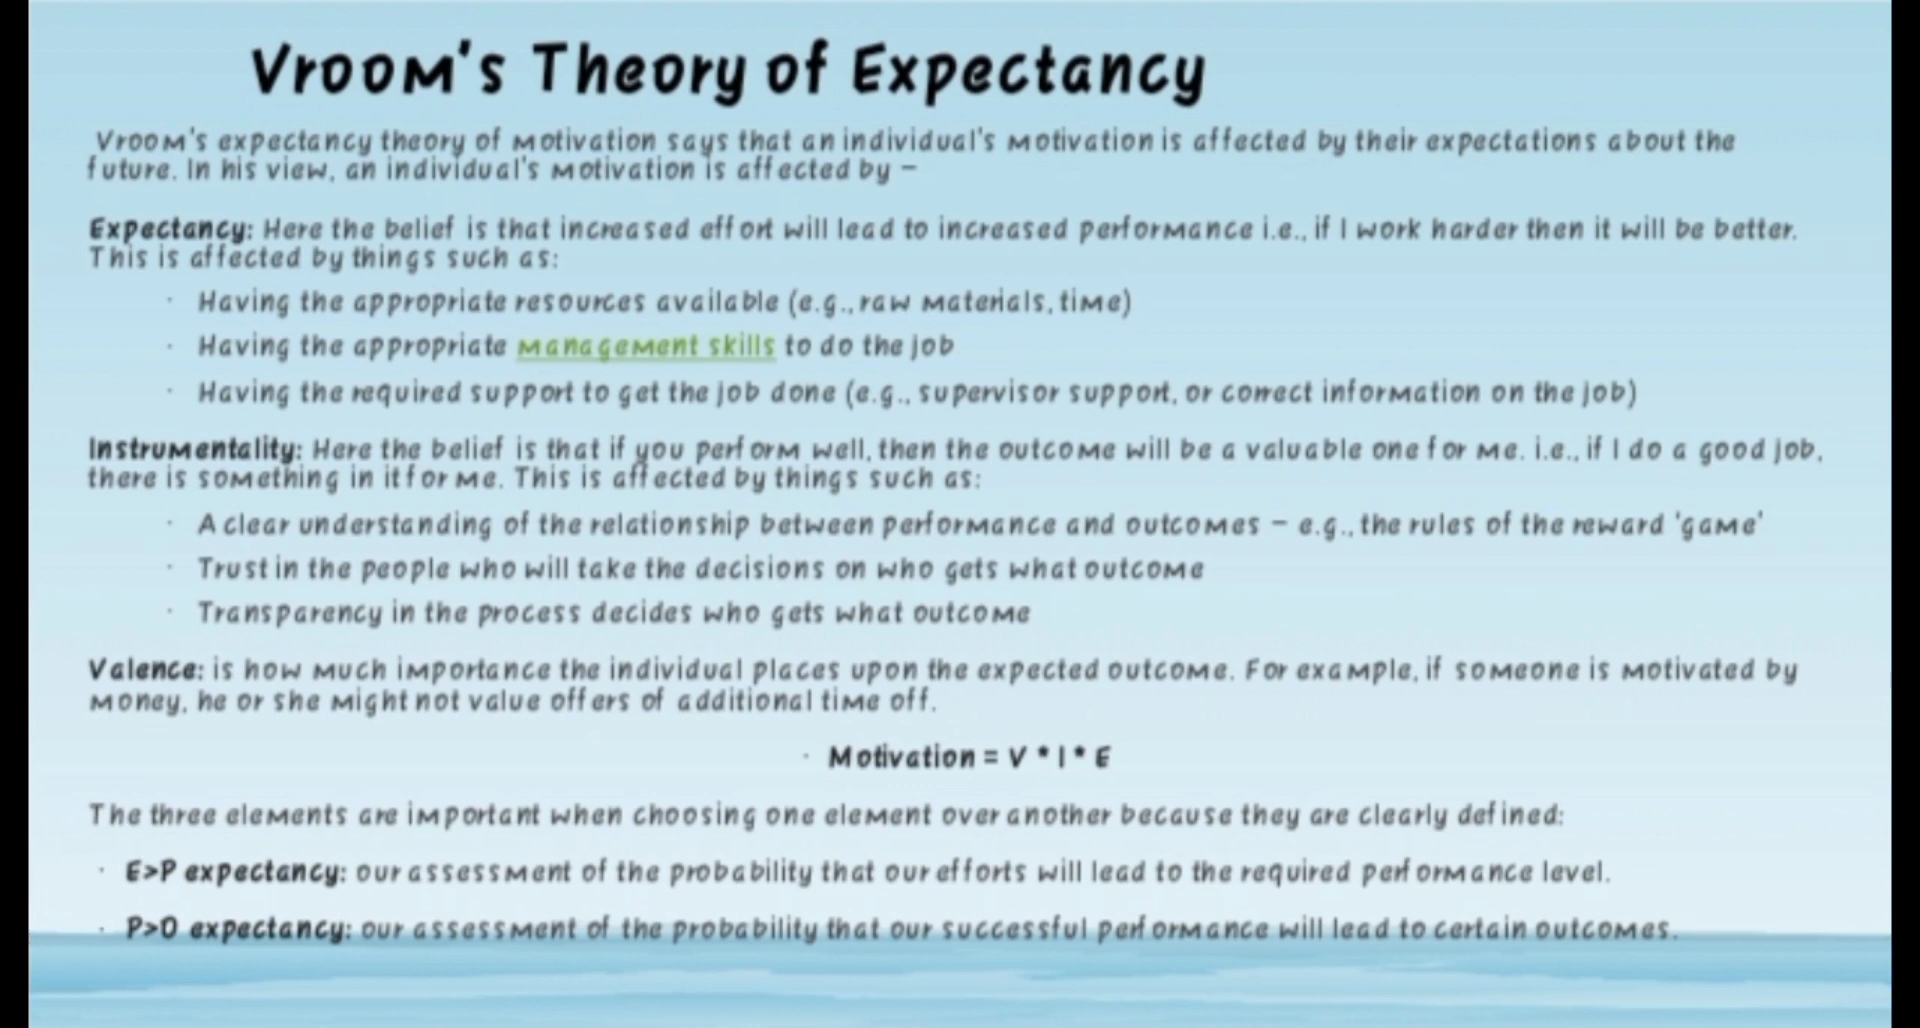 Vroom's Theory of Expectancy
Vroom's expectancy theory of motivation says that an individual's motivation is affected by their expectations about the
future. In his view, an individual's motivation is affected by –
Expectancy: Here the belief is that increased effort will lead to increased performance i.e., if I work harder then it will be better.
This is affected by things such as:
· Having the appropriate resources available (e.g., raw materials, time)
· Having the appropriate management skills to do the job
· Having the required support to get the job done (e.g., supervisor support, or correct information on the job)
Instrumentality: Here the belief is that if you perform well, then the outcome will be a valuable one for me. i.e., if I do a good job,
there is something in it for me. This is affected by things such as:
· A clear understanding of the relationship between performance and outcomes – e.g., the rules of the reward 'game'
· Trust in the people who will take the decisions on who gets what outcome
· Transparency in the process decides who gets what outcome
Valence: is how much importance the individual places upon the expected outcome. For example, if someone is motivated by
money, he or she might not value offers of additional time off.
· Motivation = V * I * E
The three elements are important when choosing one element over another because they are clearly defined:
· E>P expectancy: our assessment of the probability that our efforts will lead to the required performance level.
· P>O expectancy: our assessment of the probability that our successful performance will lead to certain outcomes.